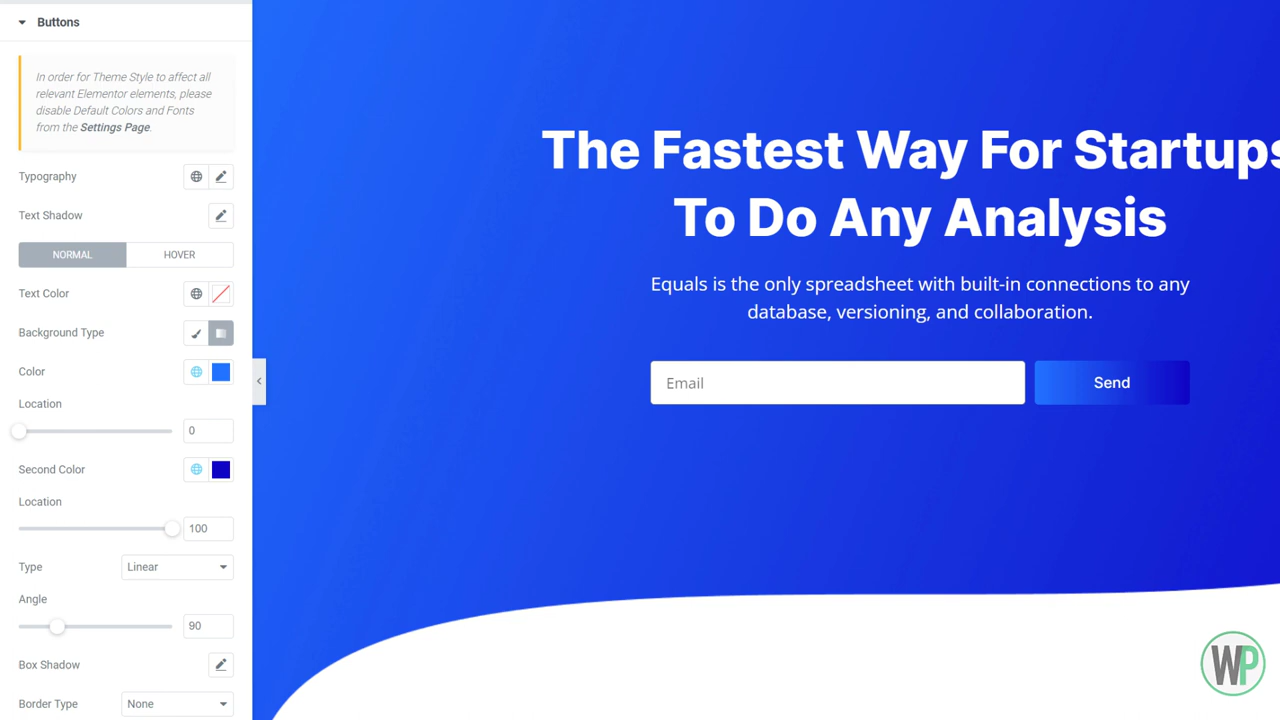 Buttons
In order for Theme Style to affect all
relevant Elementor elements, please
disable Default Colors and Fonts
from the Settings Page.
Typography
Text Shadow
NORMAL
HOVER
Text Color
Background Type
Color
Location
0
Second Color
Location
100
Type
Linear
Angle
90
Box Shadow
Border Type
None
The Fastest Way For Startups
To Do Any Analysis
Equals is the only spreadsheet with built-in connections to any
database, versioning, and collaboration.
Email
Send
WP